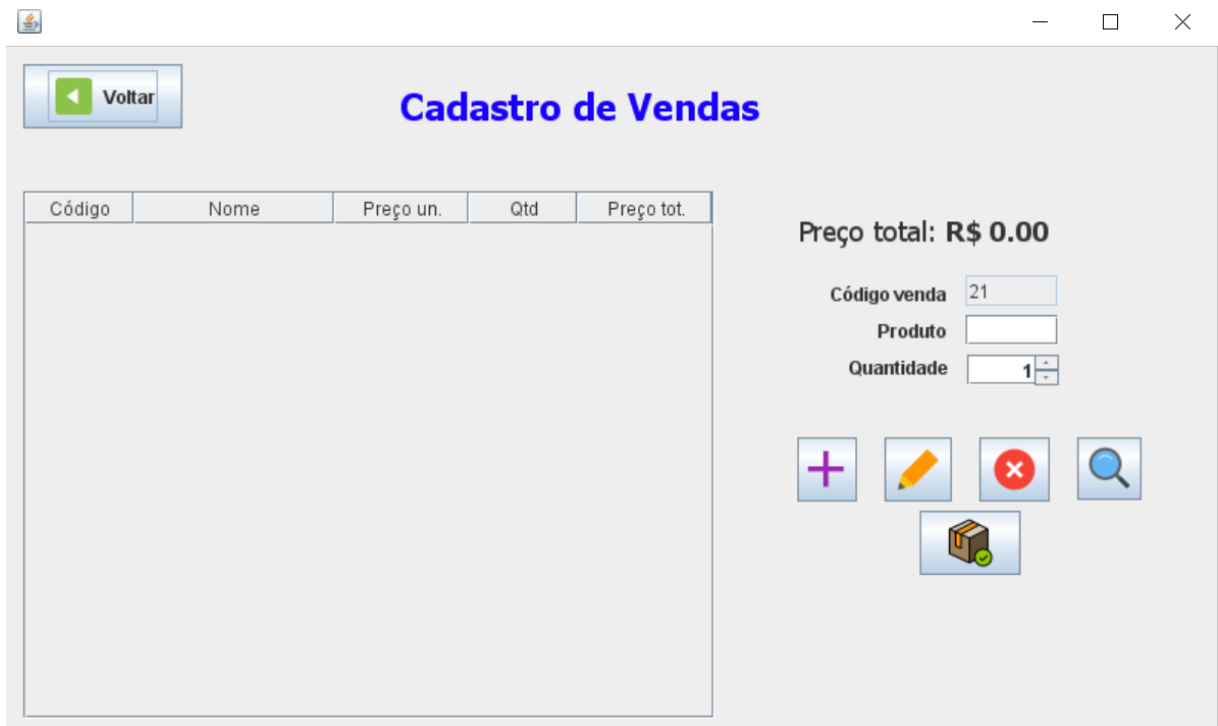 Voltar
Cadastro de Vendas
Código Nome Preço un. Qtd Preço tot.
Preço total: R$ 0.00
Código venda 21
Produto
Quantidade 1